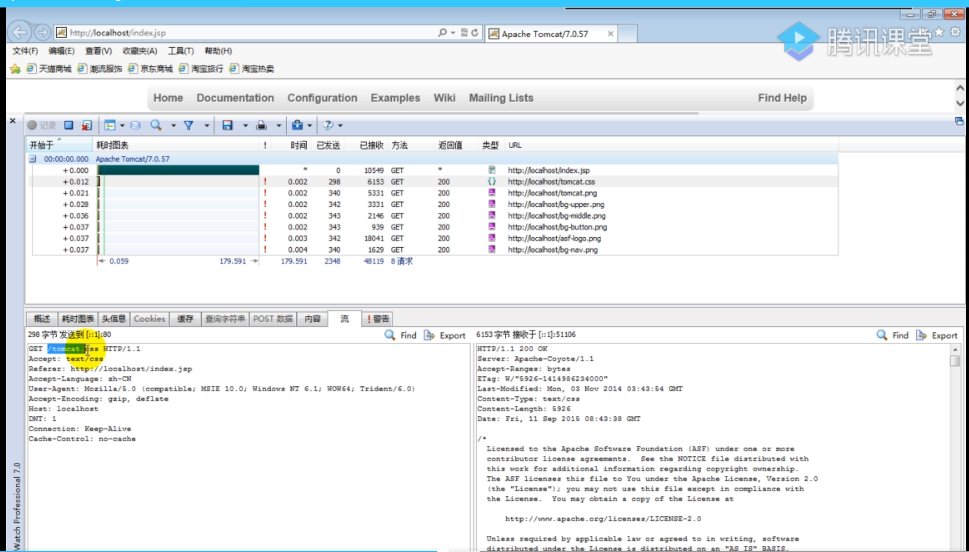 http://localhost/index.jsp
Apache Tomcat/7.0.57
腾讯课堂
文件(F) 编辑(E) 查看(V) 收藏夹(A) 工具(T) 帮助(H)
天猫商城 潮流服饰 京东商城 淘宝旅行 淘宝热卖
Home Documentation Configuration Examples Wiki Mailing Lists Find Help
记录
开始于 耗时图表 ! 时间 已发送 已接收 方法 返回值 类型 URL
00:00:00.000 Apache Tomcat/7.0.57
+ 0.000 * 0 10549 GET * http://localhost/index.jsp
+ 0.012 ! 0.002 298 6153 GET 200 http://localhost/tomcat.css
+ 0.021 ! 0.002 340 5331 GET 200 http://localhost/tomcat.png
+ 0.028 ! 0.002 342 3331 GET 200 http://localhost/bg-upper.png
+ 0.036 ! 0.002 343 2146 GET 200 http://localhost/bg-middle.png
+ 0.037 ! 0.002 343 939 GET 200 http://localhost/bg-button.png
+ 0.037 ! 0.003 342 18041 GET 200 http://localhost/asf-logo.png
+ 0.037 ! 0.004 340 1629 GET 200 http://localhost/bg-nav.png
0.059 179.591 179.591 2348 48119 8 请求
概述 耗时图表 头信息 Cookies 缓存 查询字符串 POST 数据 内容 流 ! 警告
298 字节 发送到 [::1]:80 Find Export
6153 字节 接收于 [::1]:51106 Find Export
GET /tomcat.css HTTP/1.1
Accept: text/css
Referer: http://localhost/index.jsp
Accept-Language: zh-CN
User-Agent: Mozilla/5.0 (compatible; MSIE 10.0; Windows NT 6.1; WOW64; Trident/6.0)
Accept-Encoding: gzip, deflate
Host: localhost
DNT: 1
Connection: Keep-Alive
Cache-Control: no-cache
HTTP/1.1 200 OK
Server: Apache-Coyote/1.1
Accept-Ranges: bytes
ETag: W/"5926-1414986234000"
Last-Modified: Mon, 03 Nov 2014 03:43:54 GMT
Content-Type: text/css
Content-Length: 5926
Date: Fri, 11 Sep 2015 08:43:38 GMT
/*
Licensed to the Apache Software Foundation (ASF) under one or more
contributor license agreements. See the NOTICE file distributed with
this work for additional information regarding copyright ownership.
The ASF licenses this file to You under the Apache License, Version 2.0
(the "License"); you may not use this file except in compliance with
the License. You may obtain a copy of the License at
http://www.apache.org/licenses/LICENSE-2.0
Unless required by applicable law or agreed to in writing, software
distributed under the License is distributed on an "AS IS" BASIS,
Watch Professional 7.0